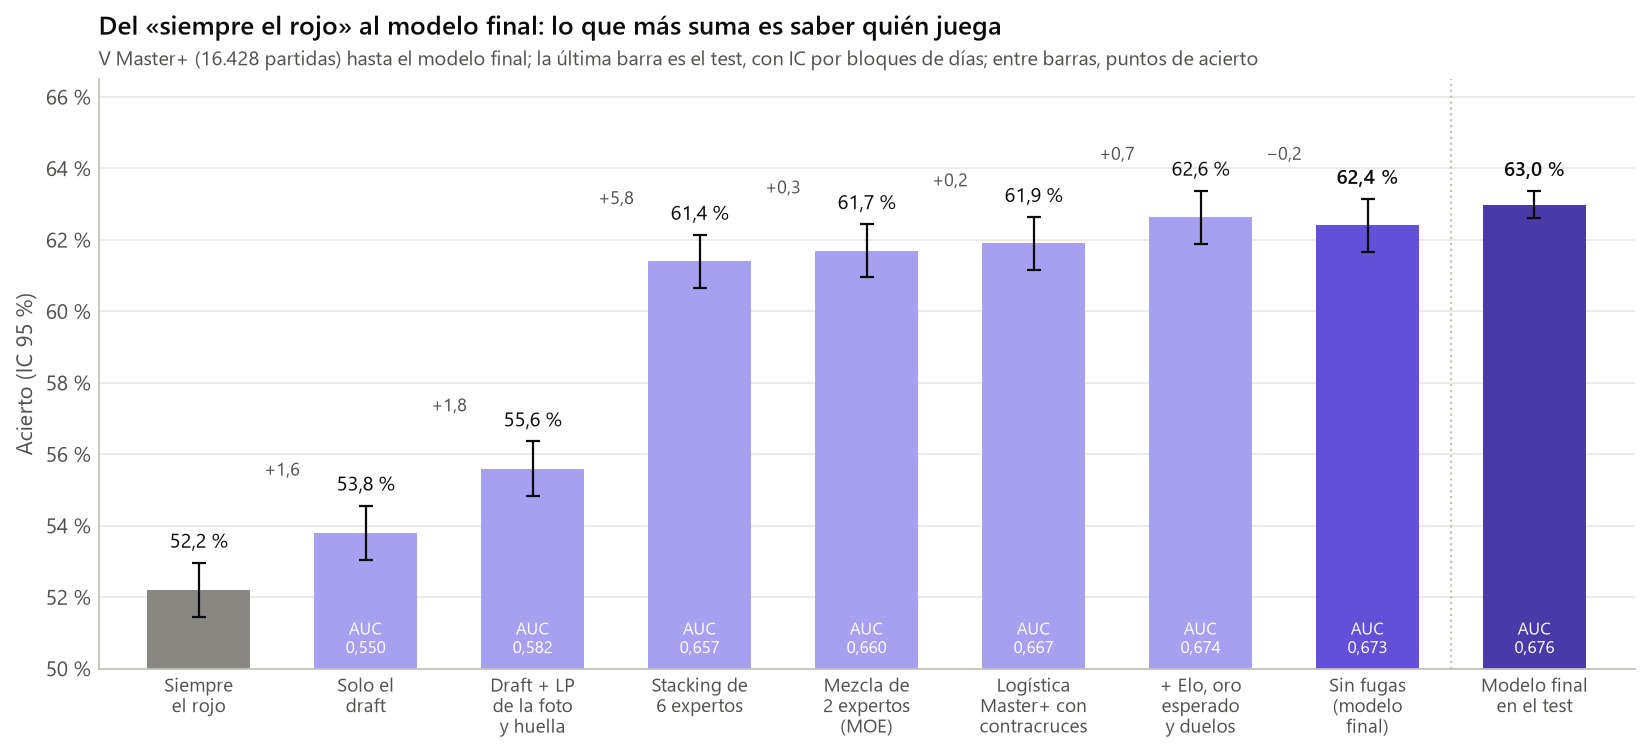 Del «siempre el rojo» al modelo final: lo que más suma es saber quién juega
V Master+ (16.428 partidas) hasta el modelo final; la última barra es el test, con IC por bloques de días; entre barras, puntos de acierto
Acierto (IC 95 %)
66 %
64 %
62 %
60 %
58 %
56 %
54 %
52 %
50 %
52,2 %
+1,6
53,8 %
+1,8
55,6 %
+5,8
61,4 %
+0,3
61,7 %
+0,2
61,9 %
+0,7
62,6 %
−0,2
62,4 %
63,0 %
AUC
0,550
AUC
0,582
AUC
0,657
AUC
0,660
AUC
0,667
AUC
0,674
AUC
0,673
AUC
0,676
Siempre
el rojo
Solo el
draft
Draft + LP
de la foto
y huella
Stacking de
6 expertos
Mezcla de
2 expertos
(MOE)
Logística
Master+ con
contracruces
+ Elo, oro
esperado
y duelos
Sin fugas
(modelo
final)
Modelo final
en el test